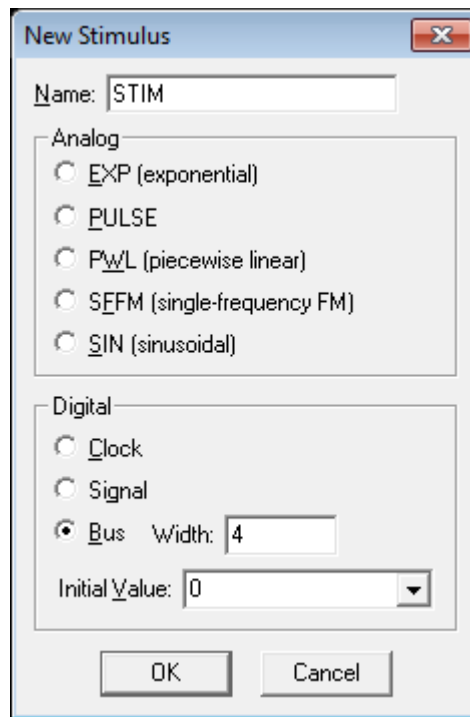 New Stimulus
Name: STIM
Analog
EXP (exponential)
PULSE
PWL (piecewise linear)
SFFM (single-frequency FM)
SIN (sinusoidal)
Digital
Clock
Signal
Bus Width: 4
Initial Value: 0
OK Cancel